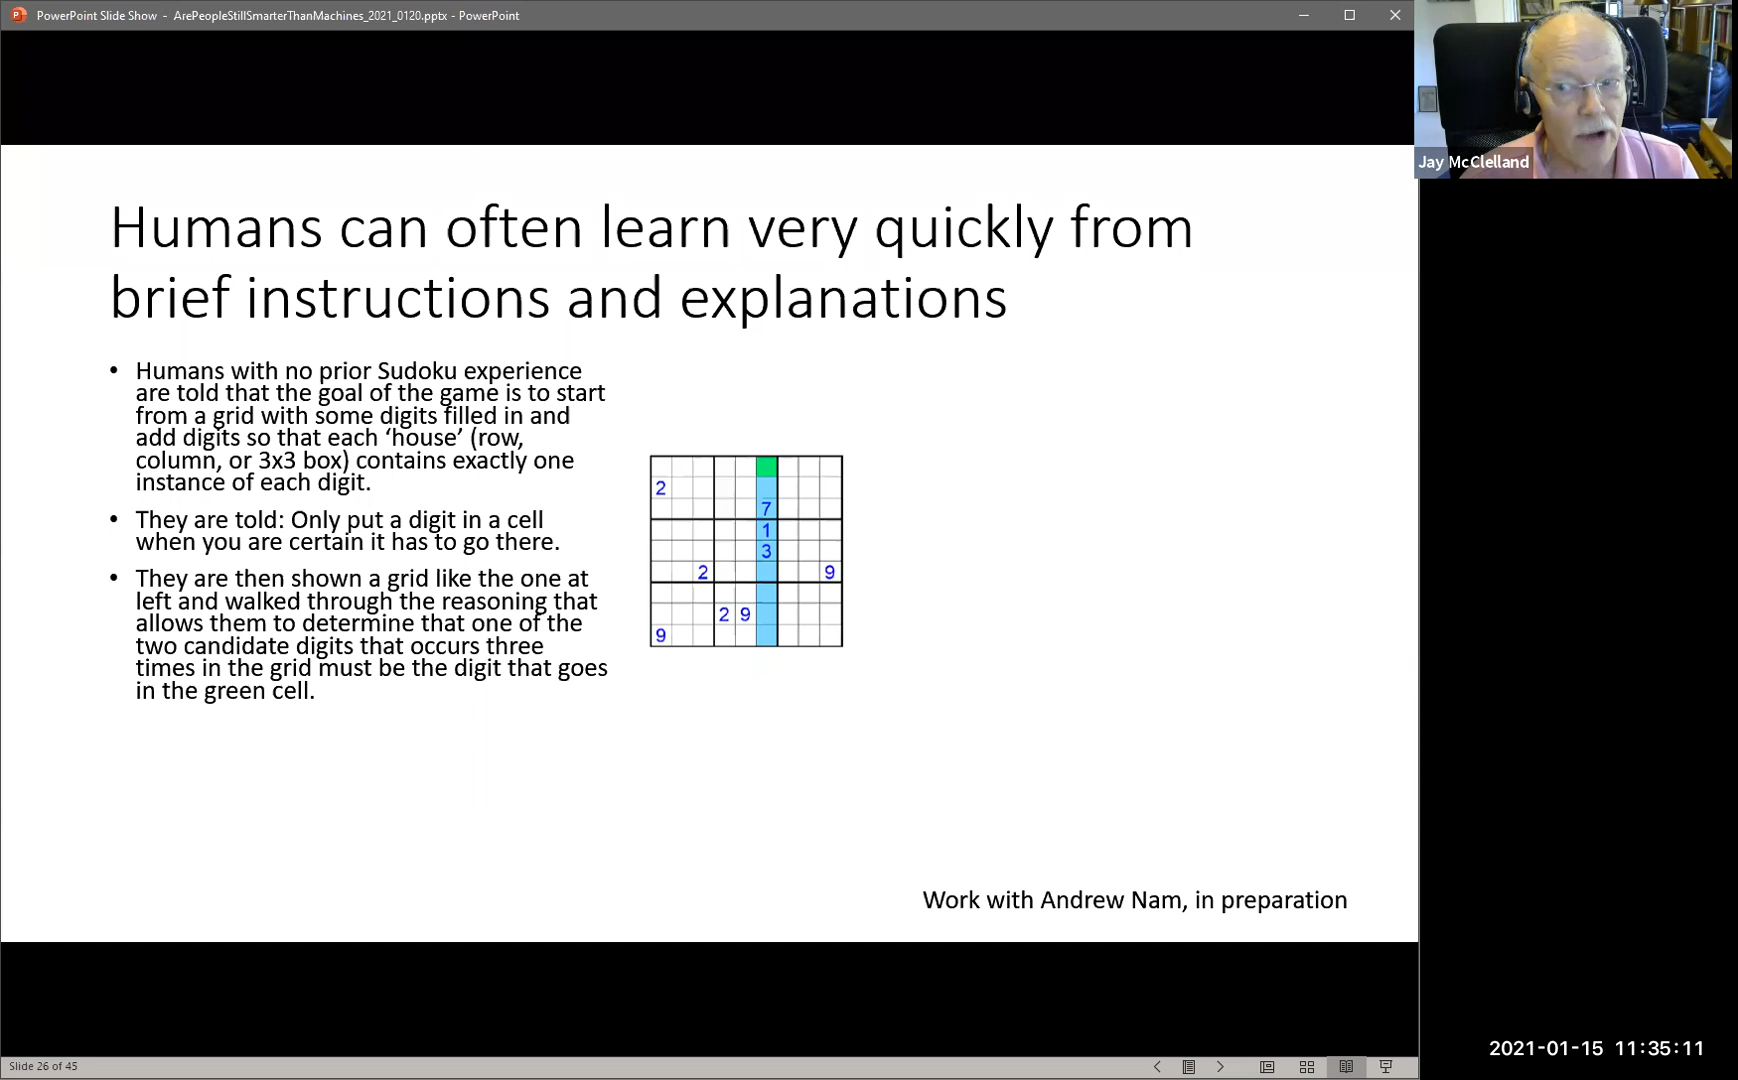 PowerPoint Slide Show - ArePeopleStillSmarterThanMachines_2021_0120.pptx - PowerPoint
Jay McClelland
Humans can often learn very quickly from
brief instructions and explanations
• Humans with no prior Sudoku experience
are told that the goal of the game is to start
from a grid with some digits filled in and
add digits so that each ‘house’ (row,
column, or 3x3 box) contains exactly one
instance of each digit.
• They are told: Only put a digit in a cell
when you are certain it has to go there.
• They are then shown a grid like the one at
left and walked through the reasoning that
allows them to determine that one of the
two candidate digits that occurs three
times in the grid must be the digit that goes
in the green cell.
2
7
1
3
2 9
2 9
9
Work with Andrew Nam, in preparation
2021-01-15 11:35:11
Slide 26 of 45